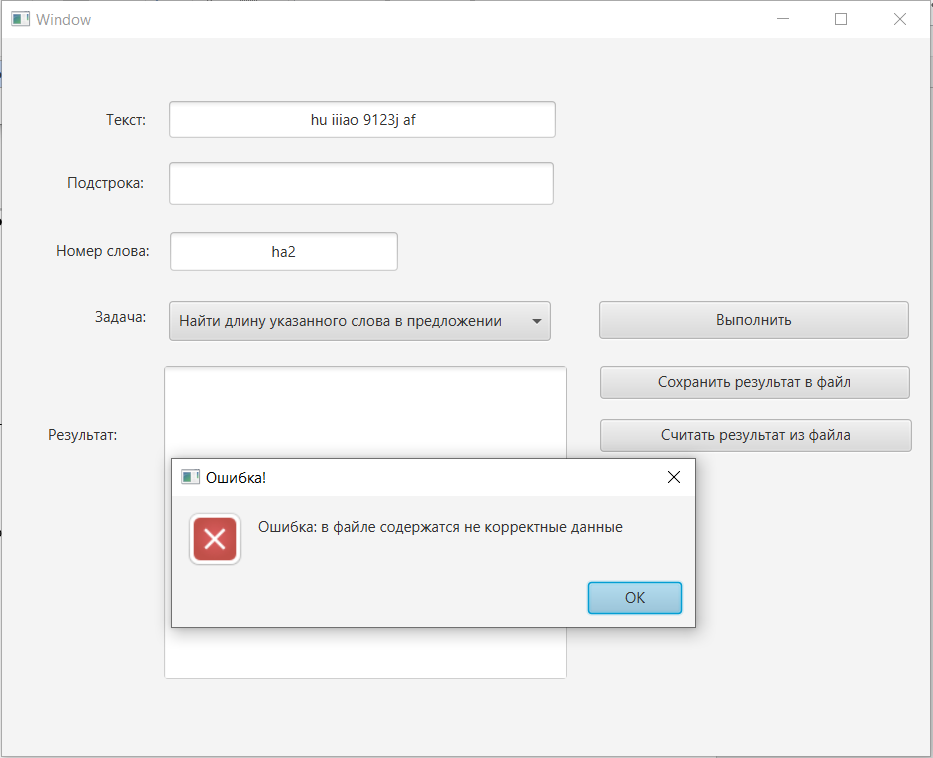 Window
Текст:
hu iiiao 9123j af
Подстрока:
Номер слова:
ha2
Задача:
Найти длину указанного слова в предложении
Выполнить
Сохранить результат в файл
Считать результат из файла
Результат:
Ошибка!
Ошибка: в файле содержатся не корректные данные
OK